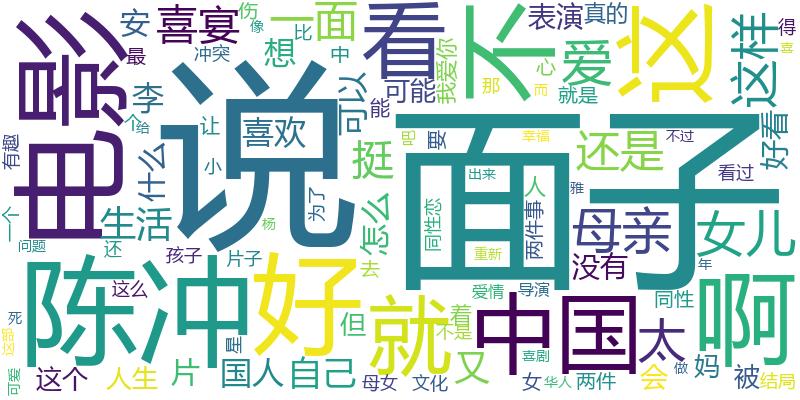 电影
说
面子
不
这
看
喜宴
一面
安
伤
像
比
想
中
最
冲突
李
个
给
让
小
喜欢
有趣
什么
可以
可能
能
我爱你
爱
表演
真的
那
心
而
就是
这样
得
喜
好看
挺
还是
吧
要
幸福
不过
看过
出来
人
雅
两件事
同性恋
母亲
女儿
一个
生活
为了
杨
怎么
问题
还
孩子
片子
去
没有
重新
年
陈冲
好
就
中国
太
啊
这么
但
着
不是
爱情
导演
同性
死
这部
可爱
这个
人生
片
星
国人
自己
母女
文化
又
喜剧
女
华人
两件
会
做
妈
被
结局